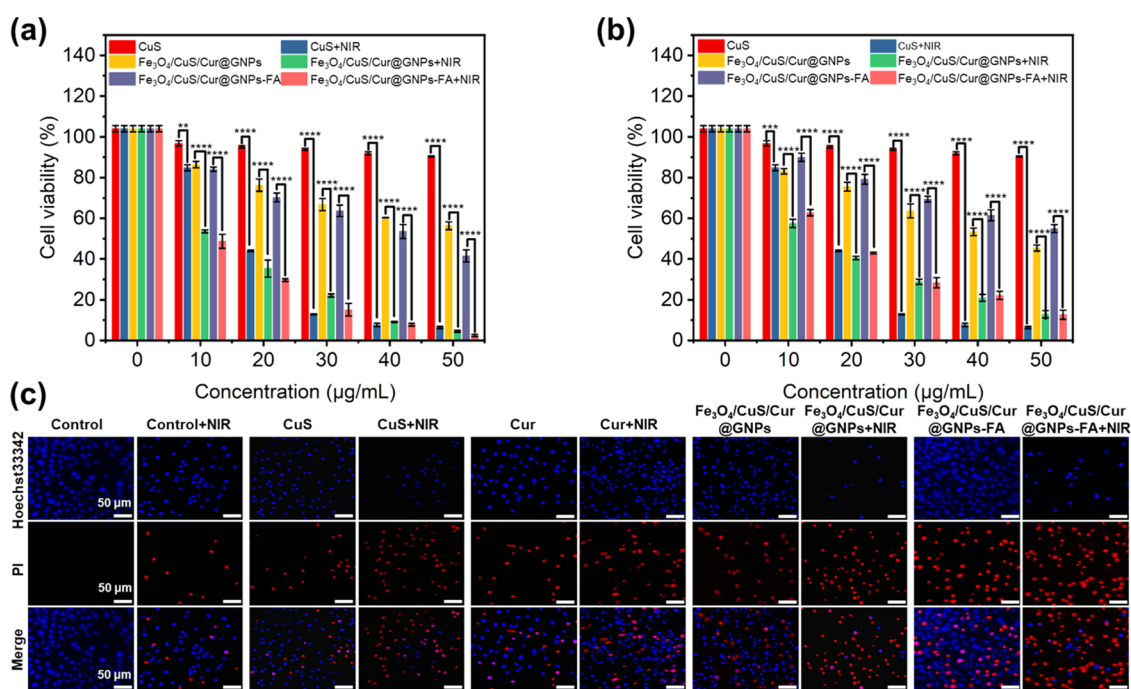 (a)
CuS
CuS+NIR
Fe₃O₄/CuS/Cur@GNPs
Fe₃O₄/CuS/Cur@GNPs+NIR
Fe₃O₄/CuS/Cur@GNPs-FA
Fe₃O₄/CuS/Cur@GNPs-FA+NIR
140
120
100
80
60
40
20
0
Cell viability (%)
** **** ****
**** **** ****
**** **** ****
**** **** ****
**** **** ****
0 10 20 30 40 50
Concentration (µg/mL)
(b)
CuS
CuS+NIR
Fe₃O₄/CuS/Cur@GNPs
Fe₃O₄/CuS/Cur@GNPs+NIR
Fe₃O₄/CuS/Cur@GNPs-FA
Fe₃O₄/CuS/Cur@GNPs-FA+NIR
140
120
100
80
60
40
20
0
Cell viability (%)
*** **** ****
**** **** ****
**** **** ****
**** **** ****
**** **** ****
0 10 20 30 40 50
Concentration (µg/mL)
(c)
Control
Control+NIR
CuS
CuS+NIR
Cur
Cur+NIR
Fe₃O₄/CuS/Cur
@GNPs
Fe₃O₄/CuS/Cur
@GNPs+NIR
Fe₃O₄/CuS/Cur
@GNPs-FA
Fe₃O₄/CuS/Cur
@GNPs-FA+NIR
Hoechst33342
50 µm
PI
50 µm
Merge
50 µm